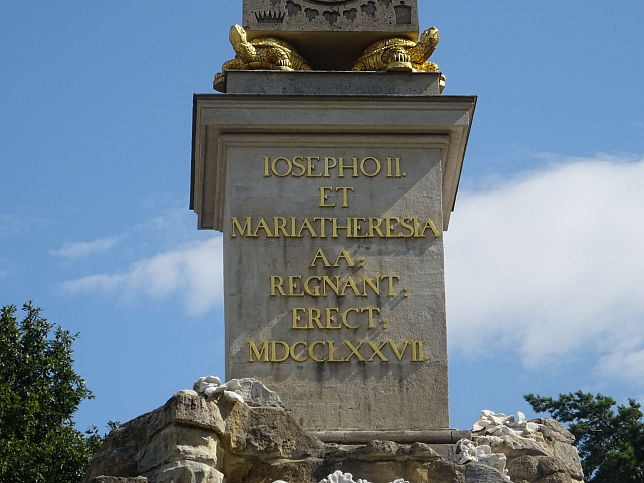 IOSEPHO II.
ET
MARIA THERESIA
AA:
REGNANT:
ERECT:
MDCCLXXVII.